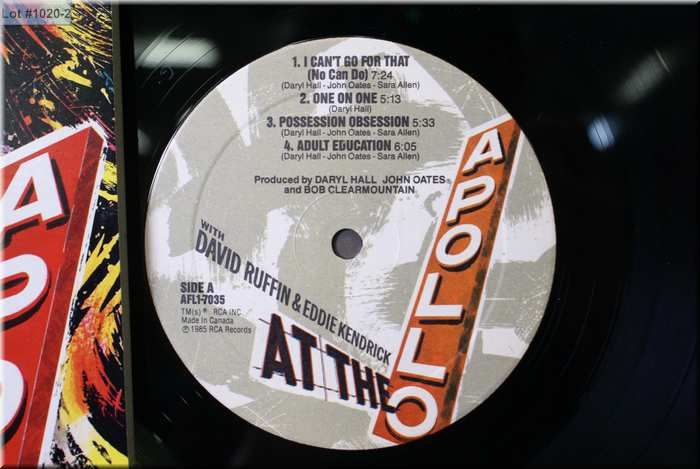 Lot #1020-2
1. I CAN'T GO FOR THAT
(No Can Do) 7:24
(Daryl Hall - John Oates - Sara Allen)
2. ONE ON ONE 5:13
(Daryl Hall)
3. POSSESSION OBSESSION 5:33
(Daryl Hall - John Oates - Sara Allen)
4. ADULT EDUCATION 6:05
(Daryl Hall - John Oates - Sara Allen)
Produced by DARYL HALL JOHN OATES
and BOB CLEARMOUNTAIN
WITH
DAVID RUFFIN & EDDIE KENDRICK
AT THE
APOLLO
SIDE A
AFL1-7035
TM(s) ® RCA INC
Made in Canada
© 1985 RCA Records
APO